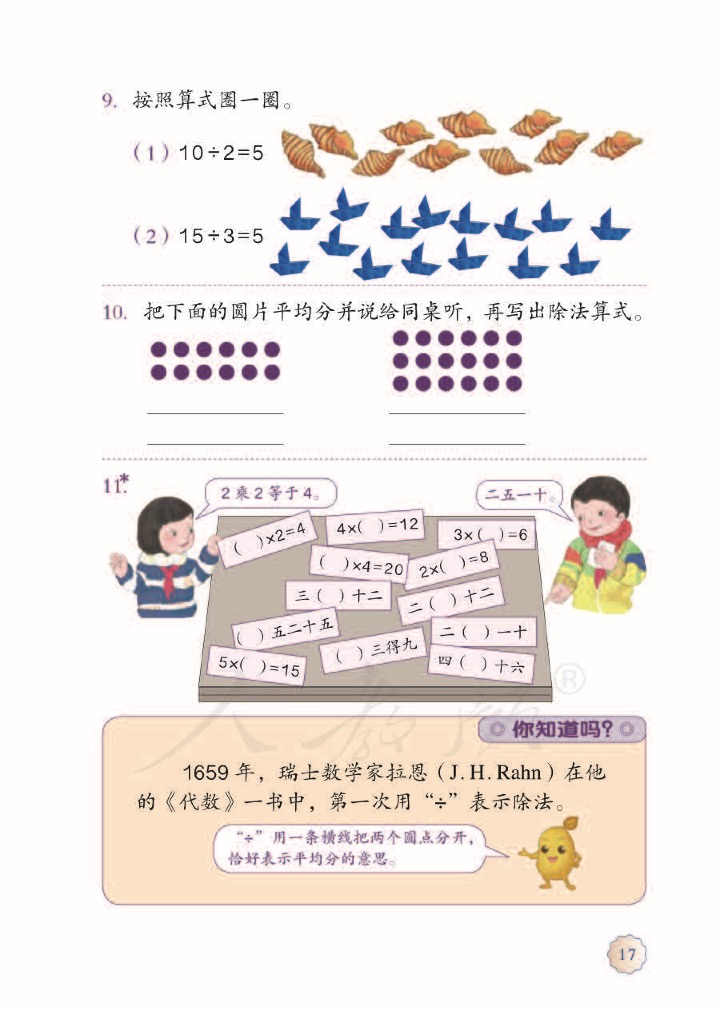 9. 按照算式圈一圈。
（1）10÷2=5
（2）15÷3=5
10. 把下面的圆片平均分并说给同桌听，再写出除法算式。
11.*
2乘2等于4。
二五一十。
(  )×2=4
4×(  )=12
3×(  )=6
(  )×4=20
2×(  )=8
三(  )十二
二(  )十二
(  )五二十五
二(  )一十
(  )三得九
5×(  )=15
四(  )十六
人教版®
◎你知道吗？◎
1659年，瑞士数学家拉恩（J.H.Rahn）在他
的《代数》一书中，第一次用“÷”表示除法。
“÷”用一条横线把两个圆点分开，
恰好表示平均分的意思。
17